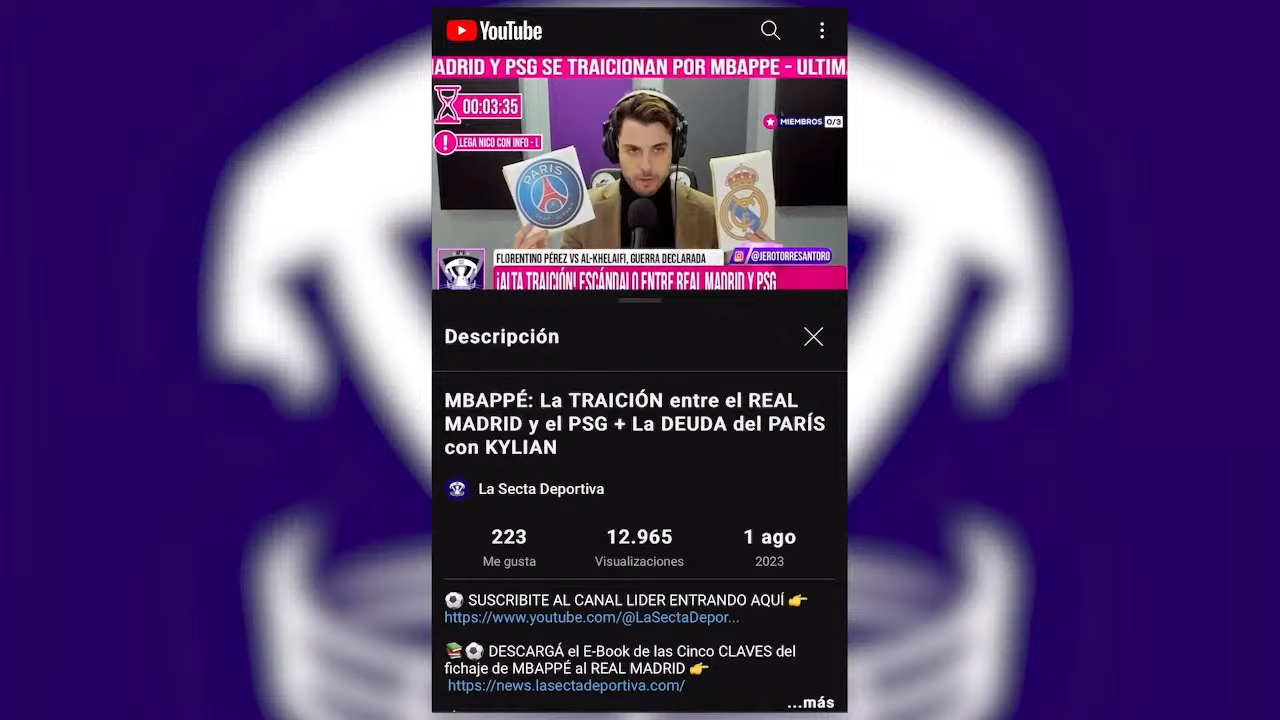 YouTube
MADRID Y PSG SE TRAICIONAN POR MBAPPE - ULTIM
00:03:35
MIEMBROS 0/3
LLEGA NICO CON INFO - L
PARIS
FLORENTINO PÉREZ VS AL-KHELAIFI, GUERRA DECLARADA
/@JEROTORRESANTORO
¡ALTA TRAICIÓN! ESCÁNDALO ENTRE REAL MADRID Y PSG
Descripción
MBAPPÉ: La TRAICIÓN entre el REAL
MADRID y el PSG + La DEUDA del PARÍS
con KYLIAN
La Secta Deportiva
223 12.965 1 ago
Me gusta Visualizaciones 2023
⚽ SUSCRIBITE AL CANAL LIDER ENTRANDO AQUÍ 👉
https://www.youtube.com/@LaSectaDepor...
📚⚽ DESCARGÁ el E-Book de las Cinco CLAVES del
fichaje de MBAPPÉ al REAL MADRID 👉
https://news.lasectadeportiva.com/
...más